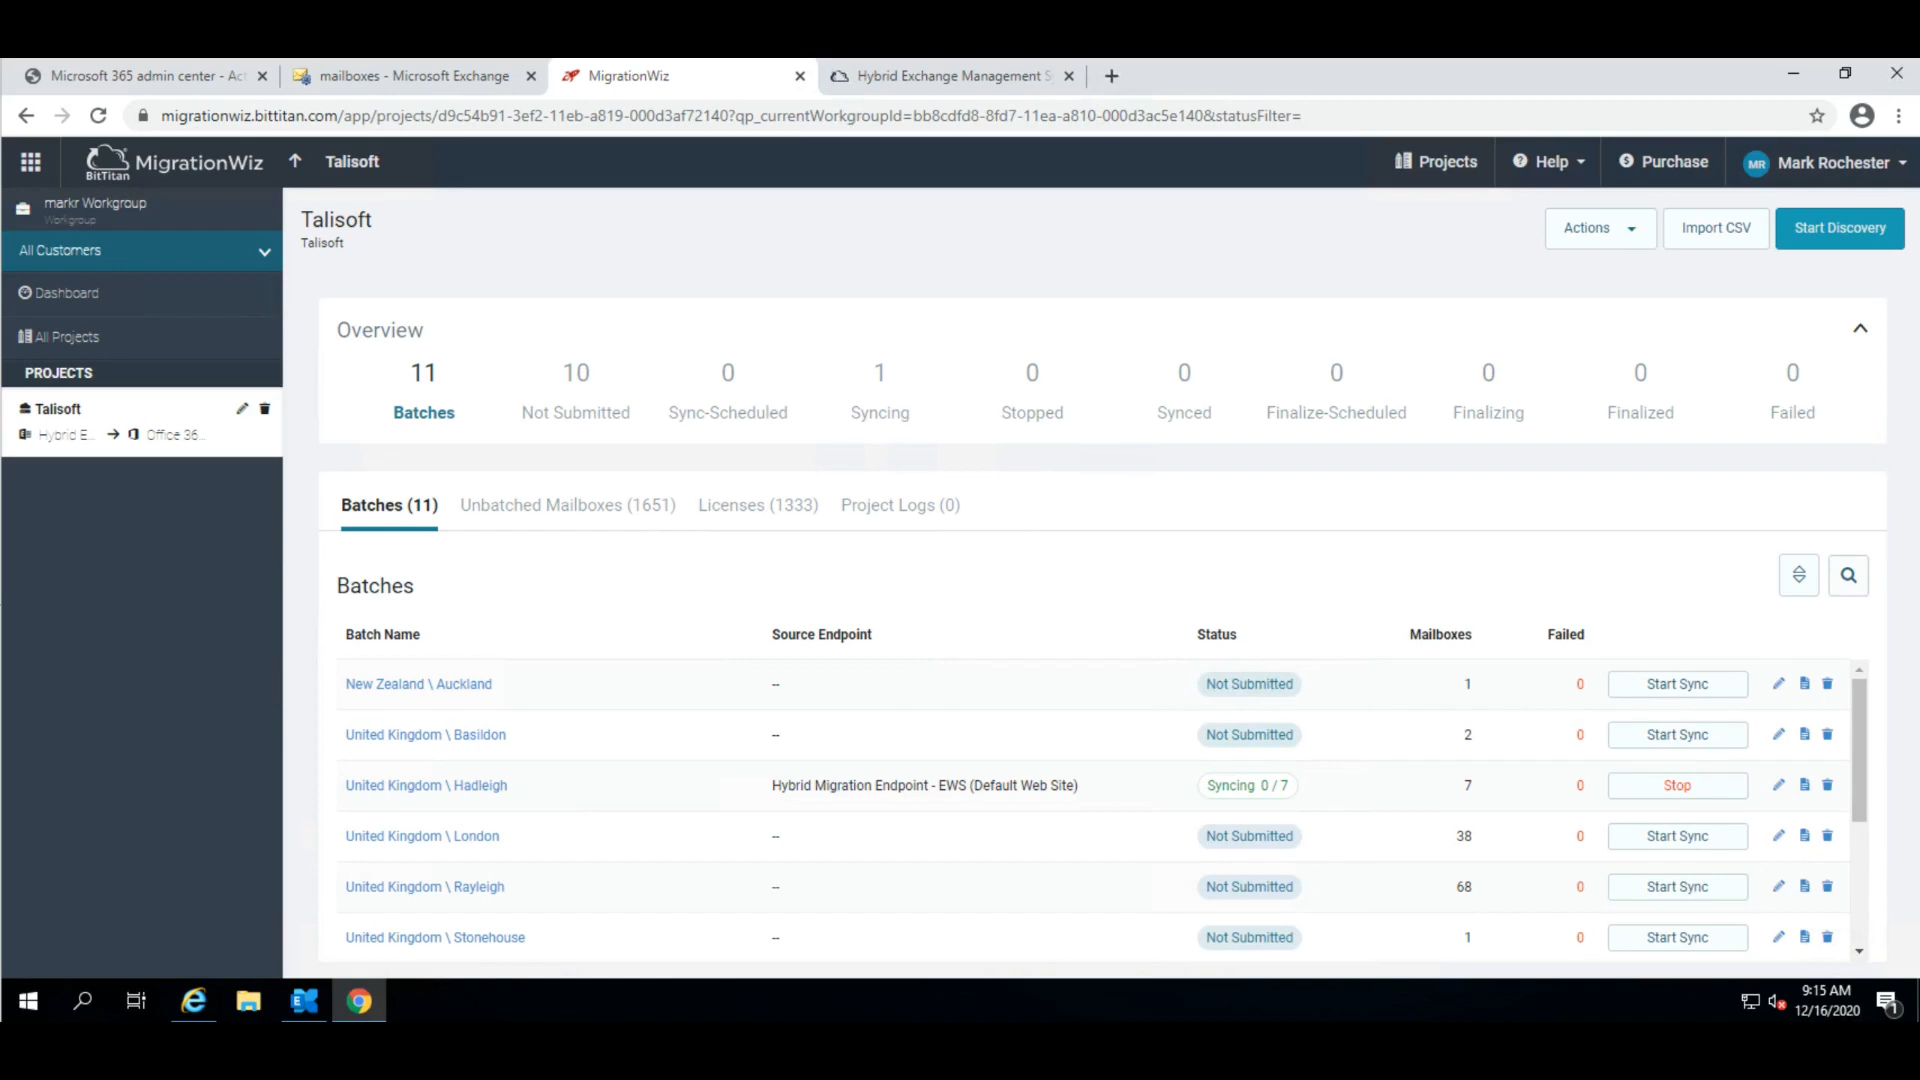 Microsoft 365 admin center - Act
mailboxes - Microsoft Exchange
MigrationWiz
Hybrid Exchange Management S
migrationwiz.bittitan.com/app/projects/d9c54b91-3ef2-11eb-a819-000d3af72140?qp_currentWorkgroupId=bb8cdfd8-8fd7-11ea-a810-000d3ac5e140&statusFilter=
BitTitan MigrationWiz Talisoft Projects Help Purchase MR Mark Rochester
markr Workgroup
Workgroup
All Customers
Dashboard
All Projects
PROJECTS
Talisoft
Hybrid E... Office 36...
Talisoft
Talisoft
Actions Import CSV Start Discovery
Overview
11 10 0 1 0 0 0 0 0 0
Batches Not Submitted Sync-Scheduled Syncing Stopped Synced Finalize-Scheduled Finalizing Finalized Failed
Batches (11) Unbatched Mailboxes (1651) Licenses (1333) Project Logs (0)
Batches
Batch Name Source Endpoint Status Mailboxes Failed
New Zealand \ Auckland -- Not Submitted 1 0 Start Sync
United Kingdom \ Basildon -- Not Submitted 2 0 Start Sync
United Kingdom \ Hadleigh Hybrid Migration Endpoint - EWS (Default Web Site) Syncing 0 / 7 7 0 Stop
United Kingdom \ London -- Not Submitted 38 0 Start Sync
United Kingdom \ Rayleigh -- Not Submitted 68 0 Start Sync
United Kingdom \ Stonehouse -- Not Submitted 1 0 Start Sync
9:15 AM
12/16/2020
1